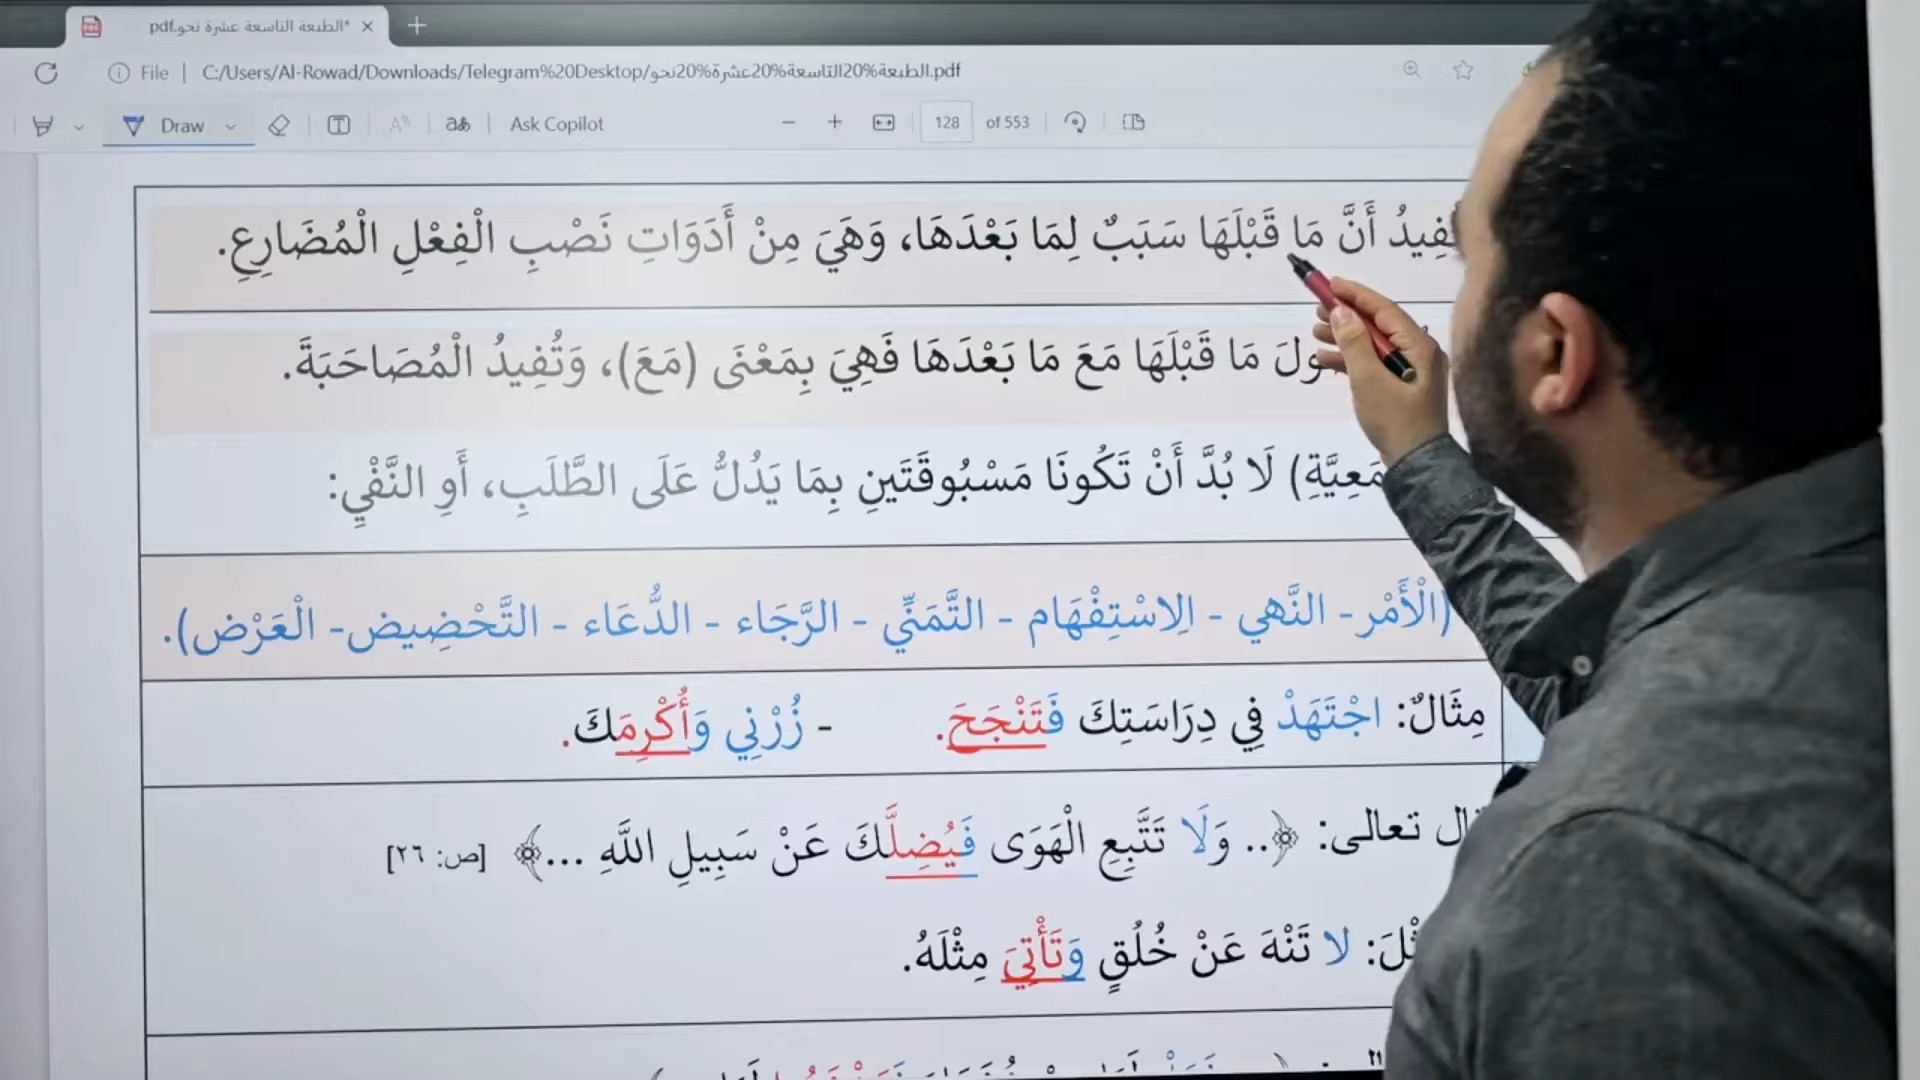 الطبعة التاسعة عشرة نحو.pdf*
File | C:/Users/Al-Rowad/Downloads/Telegram%20Desktop/الطبعة%20التاسعة%20عشرة%20نحو.pdf
Draw Ask Copilot 128 of 553
أَنَّ مَا قَبْلَهَا سَبَبٌ لِمَا بَعْدَهَا، وَهَيَ مِنْ أَدَوَاتِ نَصْبِ الْفِعْلِ الْمُضَارِعِ.
مَا قَبْلَهَا مَعَ مَا بَعْدَهَا فَهِيَ بِمَعْنَى (مَعَ)، وَتُفِيدُ الْمُصَاحَبَةَ.
مَعِيَّةِ) لَا بُدَّ أَنْ تَكُونَا مَسْبُوقَتَينِ بِمَا يَدُلُّ عَلَى الطَّلَبِ، أَوِ النَّفْيِ:
(الْأَمْر- النَّهي - الِاسْتِفْهَام - التَّمَنِّي - الرَّجَاء - الدُّعَاء - التَّحْضِيض- الْعَرْض).
مِثَالٌ: اجْتَهَدْ فِي دِرَاسَتِكَ فَتَنْجَحَ. - زُرْنِي وَأُكْرِمَكَ.
تعالى: ﴿.. وَلَا تَتَّبِعِ الْهَوَى فَيُضِلَّكَ عَنْ سَبِيلِ اللَّهِ ...﴾ [ص: ٢٦]
لا تَنْهَ عَنْ خُلُقٍ وَتَأْتِيَ مِثْلَهُ.